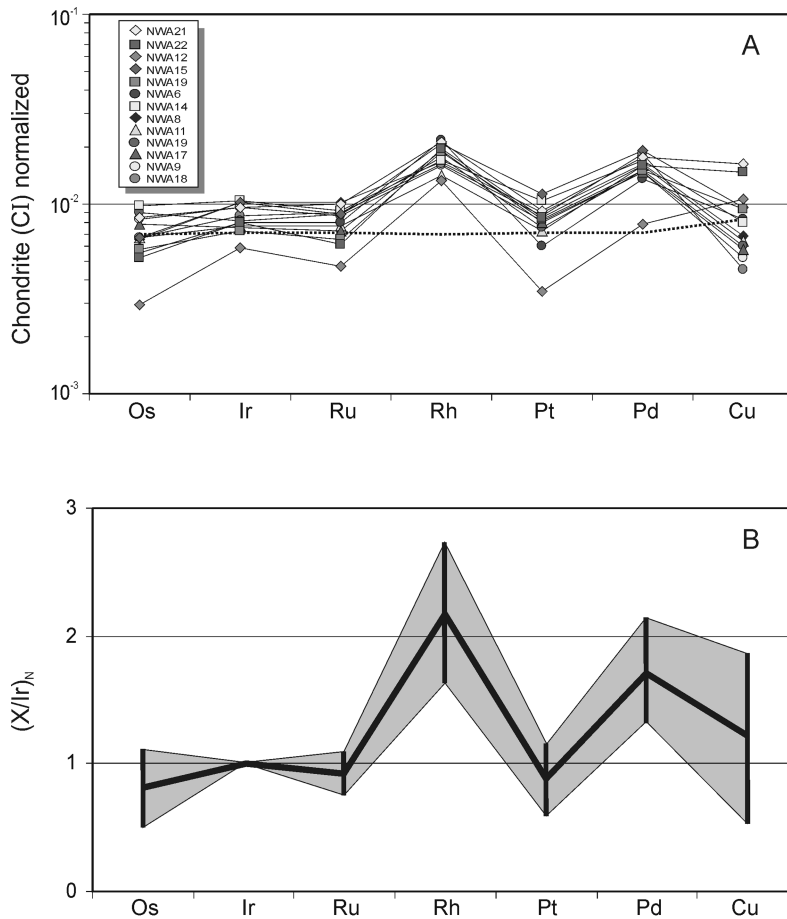 A
Chondrite (CI) normalized
10-1
10-2
10-3
NWA21
NWA22
NWA12
NWA15
NWA19
NWA6
NWA14
NWA8
NWA11
NWA19
NWA17
NWA9
NWA18
Os Ir Ru Rh Pt Pd Cu
B
(X/Ir)N
3
2
1
0
Os Ir Ru Rh Pt Pd Cu